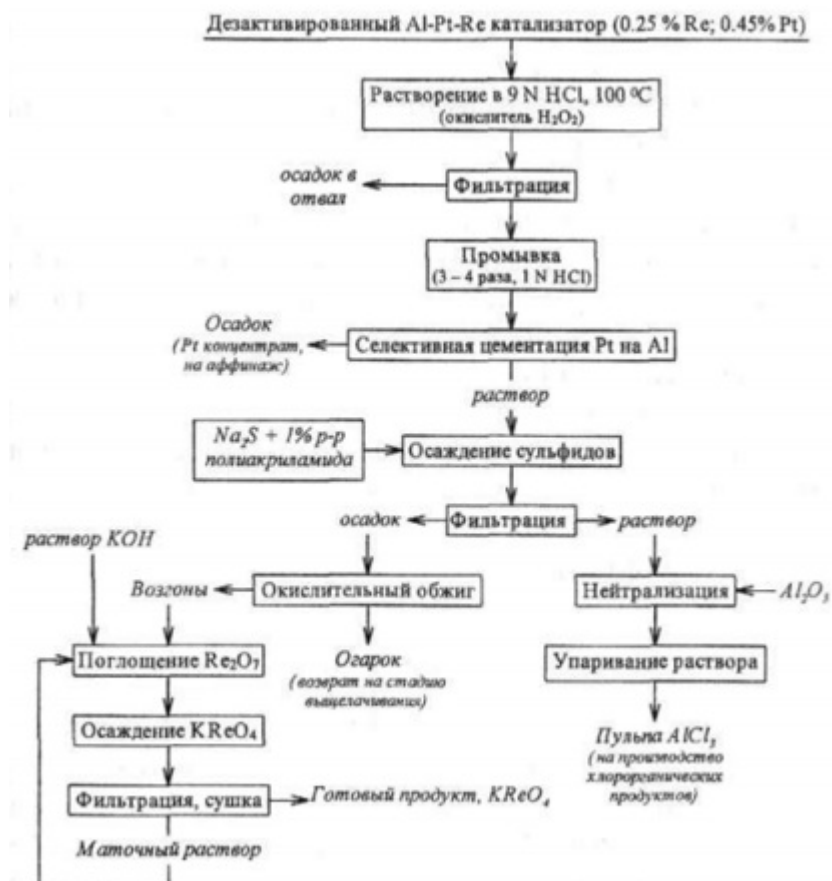 Дезактивированный Al-Pt-Re катализатор (0.25 % Re; 0.45% Pt)
Растворение в 9 N HCl, 100 ⁰C
(окислитель H₂O₂)
осадок в
отвал
Фильтрация
Промывка
(3 – 4 раза, 1 N HCl)
Осадок
(Pt концентрат,
на аффинаж)
Селективная цементация Pt на Al
раствор
Na₂S + 1% р-р
полиакриламида
Осаждение сульфидов
осадок
Фильтрация
раствор
раствор KOH
Возгоны
Окислительный обжиг
Нейтрализация
Al₂O₃
Поглощение Re₂O₇
Огарок
(возврат на стадию
выщелачивания)
Упаривание раствора
Осаждение KReO₄
Пульпа AlCl₃
(на производство
хлорорганических
продуктов)
Фильтрация, сушка
Готовый продукт, KReO₄
Маточный раствор